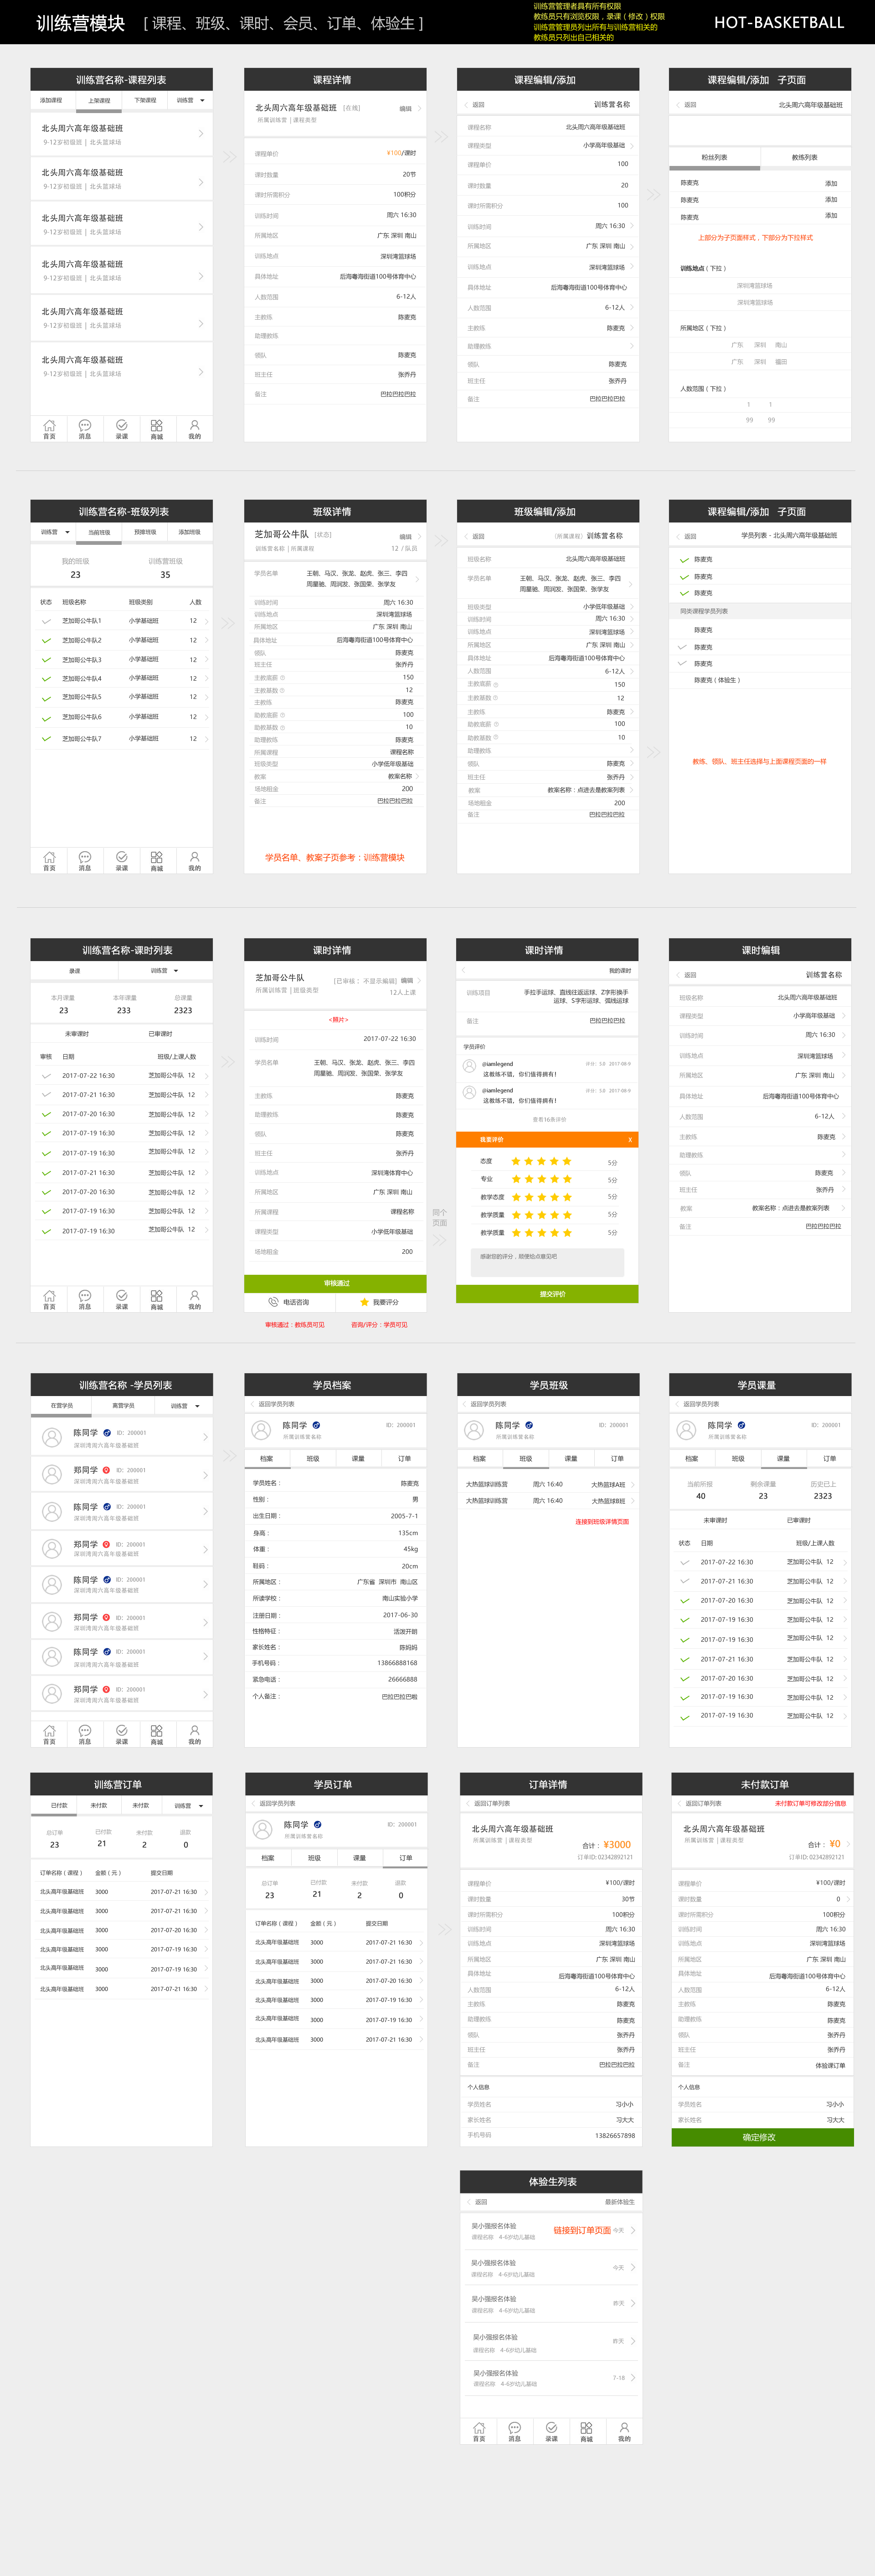 训练营模块
[ 课程、班级、课时、会员、订单、体验生 ]
训练营管理者具有所有权限
教练员只有浏览权限，录课（修改）权限
训练营管理员列出所有与训练营相关的
教练员只列出自己相关的
HOT-BASKETBALL
训练营名称-课程列表
添加课程 上架课程 下架课程 训练营
北头周六高年级基础班
9-12岁初级班 | 北头篮球场
北头周六高年级基础班
9-12岁初级班 | 北头篮球场
北头周六高年级基础班
9-12岁初级班 | 北头篮球场
北头周六高年级基础班
9-12岁初级班 | 北头篮球场
北头周六高年级基础班
9-12岁初级班 | 北头篮球场
北头周六高年级基础班
9-12岁初级班 | 北头篮球场
首页 消息 录课 商城 我的
课程详情
北头周六高年级基础班 [在线] 编辑
所属训练营 | 课程类型
课程单价 ¥100/课时
课时数量 20节
课时所需积分 100积分
训练时间 周六 16:30
所属地区 广东 深圳 南山
训练地点 深圳湾篮球场
具体地址 后海毒海街道100号体育中心
人数范围 6-12人
主教练 陈麦克
助理教练
领队 陈麦克
班主任 张乔丹
备注 巴拉巴拉巴拉
课程编辑/添加
返回 训练营名称
课程名称 北头周六高年级基础班
课程类型 小学高年级基础
课程单价 100
课时数量 20
课时所需积分 100
训练时间 周六 16:30
所属地区 广东 深圳 南山
训练地点 深圳湾篮球场
具体地址 后海毒海街道100号体育中心
人数范围 6-12人
主教练 陈麦克
助理教练
领队 陈麦克
班主任 张乔丹
备注 巴拉巴拉巴拉
课程编辑/添加 子页面
返回 北头周六高年级基础班
粉丝列表 教练列表
陈麦克 添加
陈麦克 添加
陈麦克 添加
上部分为子页面样式，下部分为下拉样式
训练地点（下拉）
深圳湾篮球场
深圳湾篮球场
所属地区（下拉）
广东 深圳 南山
广东 深圳 福田
人数范围（下拉）
1 1
99 99
训练营名称-班级列表
训练营 当前班级 预排班级 添加班级
我的班级 训练营班级
23 35
状态 班级名称 班级类别 人数
芝加哥公牛队1 小学基础班 12
芝加哥公牛队2 小学基础班 12
芝加哥公牛队3 小学基础班 12
芝加哥公牛队4 小学基础班 12
芝加哥公牛队5 小学基础班 12
芝加哥公牛队6 小学基础班 12
芝加哥公牛队7 小学基础班 12
首页 消息 录课 商城 我的
班级详情
芝加哥公牛队 [状态] 编辑
训练营名称 | 所属课程 12 / 队员
学员名单 王朝、马汉、张龙、赵虎、张三、李四
周星驰、周润发、张国荣、张学友
训练时间 周六 16:30
训练地点 深圳湾篮球场
所属地区 广东 深圳 南山
具体地址 后海毒海街道100号体育中心
领队 陈麦克
班主任 张乔丹
主教底薪 150
主教基数 12
主教练 陈麦克
助教底薪 100
助教基数 10
助理教练 陈麦克
所属课程 课程名称
班级类型 小学低年级基础
教案 教案名称
场地租金 200
备注 巴拉巴拉巴拉
学员名单、教案子页参考：训练营模块
班级编辑/添加
返回 （所属课程） 训练营名称
班级名称 北头周六高年级基础班
学员名单 王朝、马汉、张龙、赵虎、张三、李四
周星驰、周润发、张国荣、张学友
班级类型 小学低年级基础
训练时间 周六 16:30
训练地点 深圳湾篮球场
所属地区 广东 深圳 南山
具体地址 后海毒海街道100号体育中心
人数范围 6-12人
主教底薪 150
主教基数 12
主教练 陈麦克
助教底薪 100
助教基数 10
助理教练
领队 陈麦克
班主任 张乔丹
教案 教案名称：点进去是教案列表
场地租金 200
备注 巴拉巴拉巴拉
课程编辑/添加 子页面
返回 学员列表 - 北头周六高年级基础班
陈麦克
陈麦克
陈麦克
同类课程学员列表
陈麦克
陈麦克
陈麦克
陈麦克（体验生）
教练、领队、班主任选择与上面课程页面的一样
训练营名称-课时列表
录课 训练营
本月课量 本年课量 总课量
23 233 2323
未审课时 已审课时
审核 日期 班级/上课人数
2017-07-22 16:30 芝加哥公牛队 12
2017-07-21 16:30 芝加哥公牛队 12
2017-07-20 16:30 芝加哥公牛队 12
2017-07-19 16:30 芝加哥公牛队 12
2017-07-19 16:30 芝加哥公牛队 12
2017-07-21 16:30 芝加哥公牛队 12
2017-07-20 16:30 芝加哥公牛队 12
2017-07-19 16:30 芝加哥公牛队 12
2017-07-19 16:30 芝加哥公牛队 12
首页 消息 录课 商城 我的
课时详情
芝加哥公牛队 [已审核； 不显示编辑] 编辑
所属训练营 | 班级类型 12人上课
<照片>
训练时间 2017-07-22 16:30
学员名单 王朝、马汉、张龙、赵虎、张三、李四
周星驰、周润发、张国荣、张学友
主教练 陈麦克
助理教练 陈麦克
领队 陈麦克
班主任 张乔丹
训练地点 深圳湾体育中心
所属地区 广东 深圳 南山
所属课程 课程名称
课程类型 小学低年级基础
场地租金 200
审核通过
电话咨询 我要评分
审核通过：教练员可见 咨询/评分：学员可见
同个
页面
课时详情
我的课时
训练项目 手拉手运球、直线往返运球、Z字形换手
运球、S字形运球、弧线运球
备注 巴拉巴拉巴拉
学员评价
@iamlegend 评分：5.0 2017-08-9
这教练不错，你们值得拥有！
@iamlegend 评分：5.0 2017-08-9
这教练不错，你们值得拥有！
查看16条评价
我要评价 X
态度 5分
专业 5分
教学态度 5分
教学质量 5分
教学质量 5分
感谢您的评分，顺便给点意见吧
提交评价
课时编辑
返回 训练营名称
班级名称 北头周六高年级基础班
课程类型 小学高年级基础
训练时间 周六 16:30
训练地点 深圳湾篮球场
所属地区 广东 深圳 南山
具体地址 后海毒海街道100号体育中心
人数范围 6-12人
主教练 陈麦克
助理教练
领队 陈麦克
班主任 张乔丹
教案 教案名称：点进去是教案列表
备注 巴拉巴拉巴拉
训练营名称 -学员列表
在营学员 离营学员 训练营
陈同学 ID：200001
深圳湾周六高年级基础班
郑同学 ID：200001
深圳湾周六高年级基础班
陈同学 ID：200001
深圳湾周六高年级基础班
郑同学 ID：200001
深圳湾周六高年级基础班
陈同学 ID：200001
深圳湾周六高年级基础班
郑同学 ID：200001
深圳湾周六高年级基础班
陈同学 ID：200001
深圳湾周六高年级基础班
郑同学 ID：200001
深圳湾周六高年级基础班
首页 消息 录课 商城 我的
学员档案
返回学员列表
陈同学 ID：200001
所属训练营名称
档案 班级 课量 订单
学员姓名： 陈麦克
性别： 男
出生日期： 2005-7-1
身高： 135cm
体重： 45kg
鞋码： 20cm
所属地区： 广东省 深圳市 南山区
所读学校： 南山实验小学
注册日期： 2017-06-30
性格特征： 活泼开朗
家长姓名： 陈妈妈
手机号码： 13866888168
紧急电话： 26666888
个人备注： 巴拉巴拉巴啦
学员班级
返回学员列表
陈同学 ID：200001
所属训练营名称
档案 班级 课量 订单
大热篮球训练营 周六 16:40 大热篮球A班
大热篮球训练营 周六 16:40 大热篮球B班
连接到班级详情页面
学员课量
返回学员列表
陈同学 ID：200001
所属训练营名称
档案 班级 课量 订单
当前所报 剩余课量 历史已上
40 23 2323
未审课时 已审课时
状态 日期 班级/上课人数
2017-07-22 16:30 芝加哥公牛队 12
2017-07-21 16:30 芝加哥公牛队 12
2017-07-20 16:30 芝加哥公牛队 12
2017-07-19 16:30 芝加哥公牛队 12
2017-07-19 16:30 芝加哥公牛队 12
2017-07-21 16:30 芝加哥公牛队 12
2017-07-20 16:30 芝加哥公牛队 12
2017-07-19 16:30 芝加哥公牛队 12
2017-07-19 16:30 芝加哥公牛队 12
训练营订单
已付款 未付款 未付款 训练营
总订单 已付款 未付款 退款
23 21 2 0
订单名称（课程） 金额（元） 提交日期
北头高年级基础班 3000 2017-07-21 16:30
北头高年级基础班 3000 2017-07-21 16:30
北头高年级基础班 3000 2017-07-20 16:30
北头高年级基础班 3000 2017-07-19 16:30
北头高年级基础班 3000 2017-07-19 16:30
北头高年级基础班 3000 2017-07-21 16:30
学员订单
返回学员列表
陈同学 ID：200001
所属训练营名称
档案 班级 课量 订单
总订单 已付款 未付款 退款
23 21 2 0
订单名称（课程） 金额（元） 提交日期
北头高年级基础班 3000 2017-07-21 16:30
北头高年级基础班 3000 2017-07-21 16:30
北头高年级基础班 3000 2017-07-20 16:30
北头高年级基础班 3000 2017-07-19 16:30
北头高年级基础班 3000 2017-07-19 16:30
北头高年级基础班 3000 2017-07-21 16:30
订单详情
返回订单列表
北头周六高年级基础班
所属训练营 | 课程类型 合计： ¥3000
订单ID: 02342892121
课程单价 ¥100/课时
课时数量 30节
课时所需积分 100积分
训练时间 周六 16:30
训练地点 深圳湾篮球场
所属地区 广东 深圳 南山
具体地址 后海毒海街道100号体育中心
人数范围 6-12人
主教练 陈麦克
助理教练 陈麦克
领队 张乔丹
班主任 张乔丹
备注 巴拉巴拉巴拉
个人信息
学员姓名 习小小
家长姓名 习大大
手机号码 13826657898
未付款订单
返回订单列表 未付款订单可修改部分信息
北头周六高年级基础班
所属训练营 | 课程类型 合计： ¥0
订单ID: 02342892121
课程单价 ¥100/课时
课时数量 0
课时所需积分 100积分
训练时间 周六 16:30
训练地点 深圳湾篮球场
所属地区 广东 深圳 南山
具体地址 后海毒海街道100号体育中心
人数范围 6-12人
主教练 陈麦克
助理教练 陈麦克
领队 张乔丹
班主任 张乔丹
备注 体验课订单
个人信息
学员姓名 习小小
家长姓名 习大大
确定修改
体验生列表
返回 最新体验生
吴小强报名体验 链接到订单页面 今天
课程名称 4-6岁幼儿基础
吴小强报名体验 今天
课程名称 4-6岁幼儿基础
吴小强报名体验 昨天
课程名称 4-6岁幼儿基础
吴小强报名体验 昨天
课程名称 4-6岁幼儿基础
吴小强报名体验 7-18
课程名称 4-6岁幼儿基础
首页 消息 录课 商城 我的